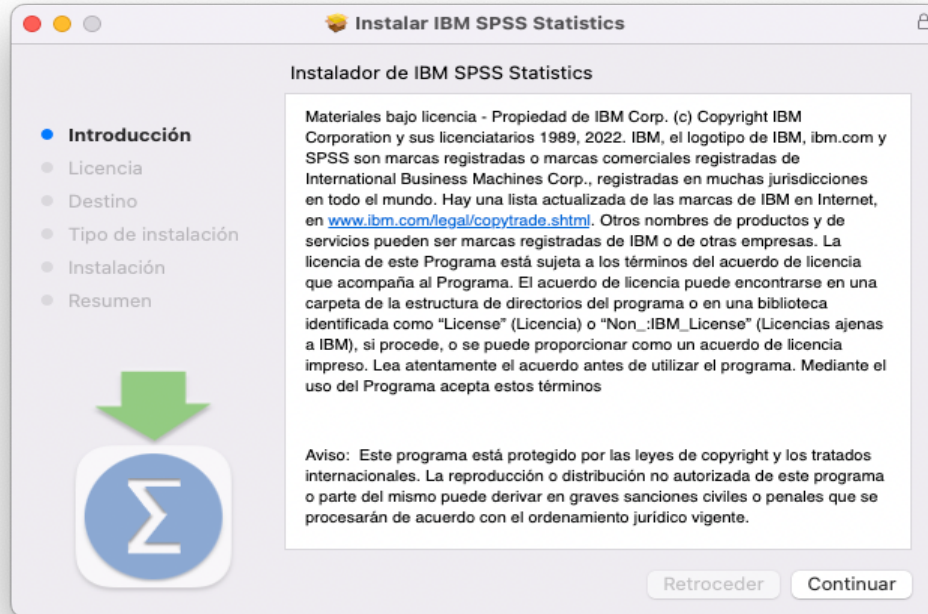 Instalar IBM SPSS Statistics
Instalador de IBM SPSS Statistics
Introducción
Licencia
Destino
Tipo de instalación
Instalación
Resumen
Materiales bajo licencia - Propiedad de IBM Corp. (c) Copyright IBM
Corporation y sus licenciatarios 1989, 2022. IBM, el logotipo de IBM, ibm.com y
SPSS son marcas registradas o marcas comerciales registradas de
International Business Machines Corp., registradas en muchas jurisdicciones
en todo el mundo. Hay una lista actualizada de las marcas de IBM en Internet,
en www.ibm.com/legal/copytrade.shtml. Otros nombres de productos y de
servicios pueden ser marcas registradas de IBM o de otras empresas. La
licencia de este Programa está sujeta a los términos del acuerdo de licencia
que acompaña al Programa. El acuerdo de licencia puede encontrarse en una
carpeta de la estructura de directorios del programa o en una biblioteca
identificada como “License” (Licencia) o “Non_:IBM_License” (Licencias ajenas
a IBM), si procede, o se puede proporcionar como un acuerdo de licencia
impreso. Lea atentamente el acuerdo antes de utilizar el programa. Mediante el
uso del Programa acepta estos términos
Aviso: Este programa está protegido por las leyes de copyright y los tratados
internacionales. La reproducción o distribución no autorizada de este programa
o parte del mismo puede derivar en graves sanciones civiles o penales que se
procesarán de acuerdo con el ordenamiento jurídico vigente.
Σ
Retroceder
Continuar